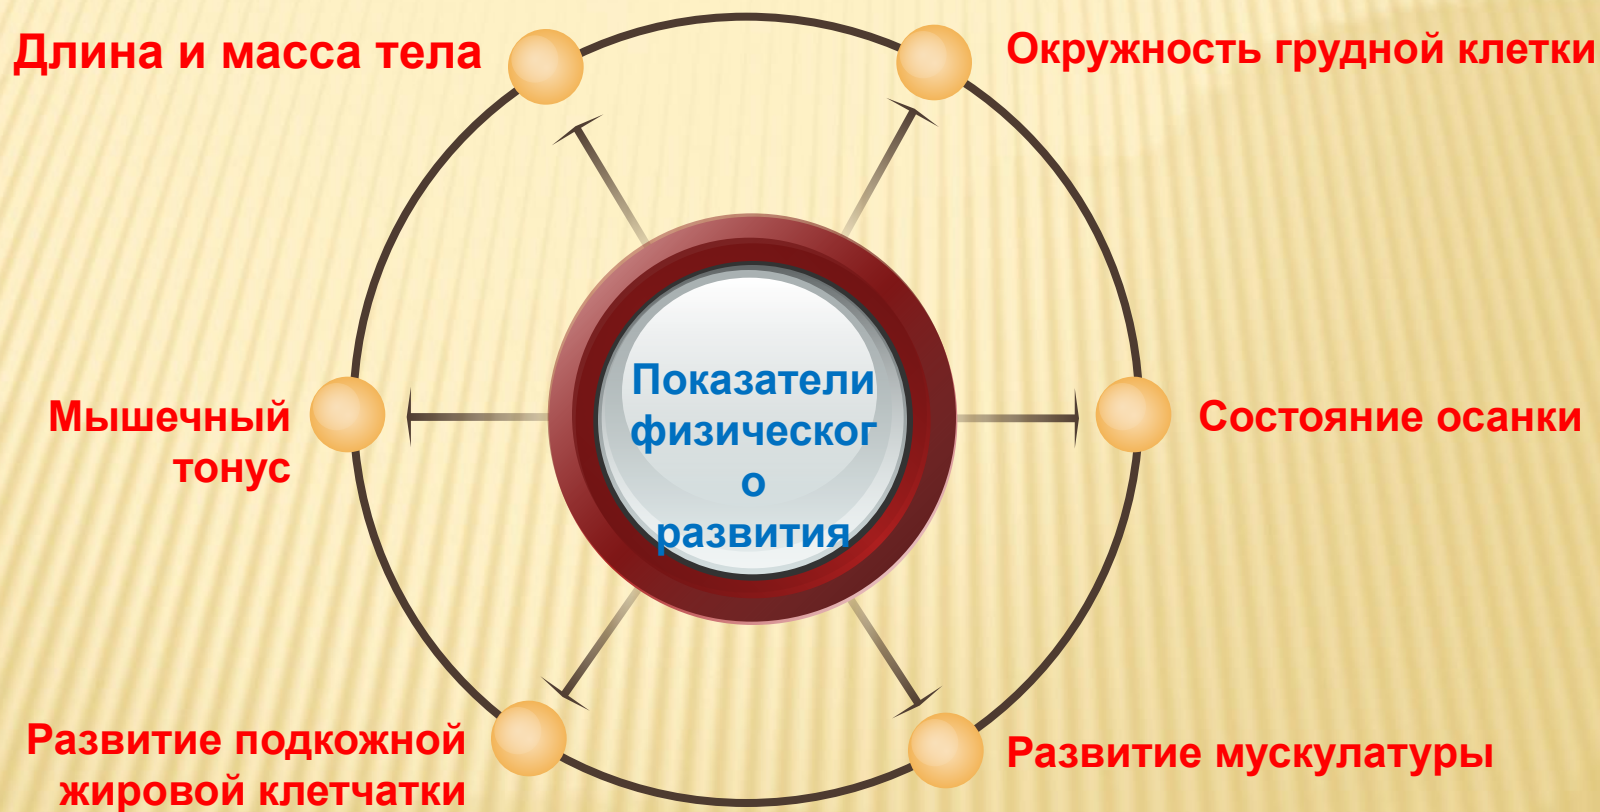 Длина и масса тела
Окружность грудной клетки
Показатели
физическог
о
развития
Мышечный
тонус
Состояние осанки
Развитие подкожной
жировой клетчатки
Развитие мускулатуры